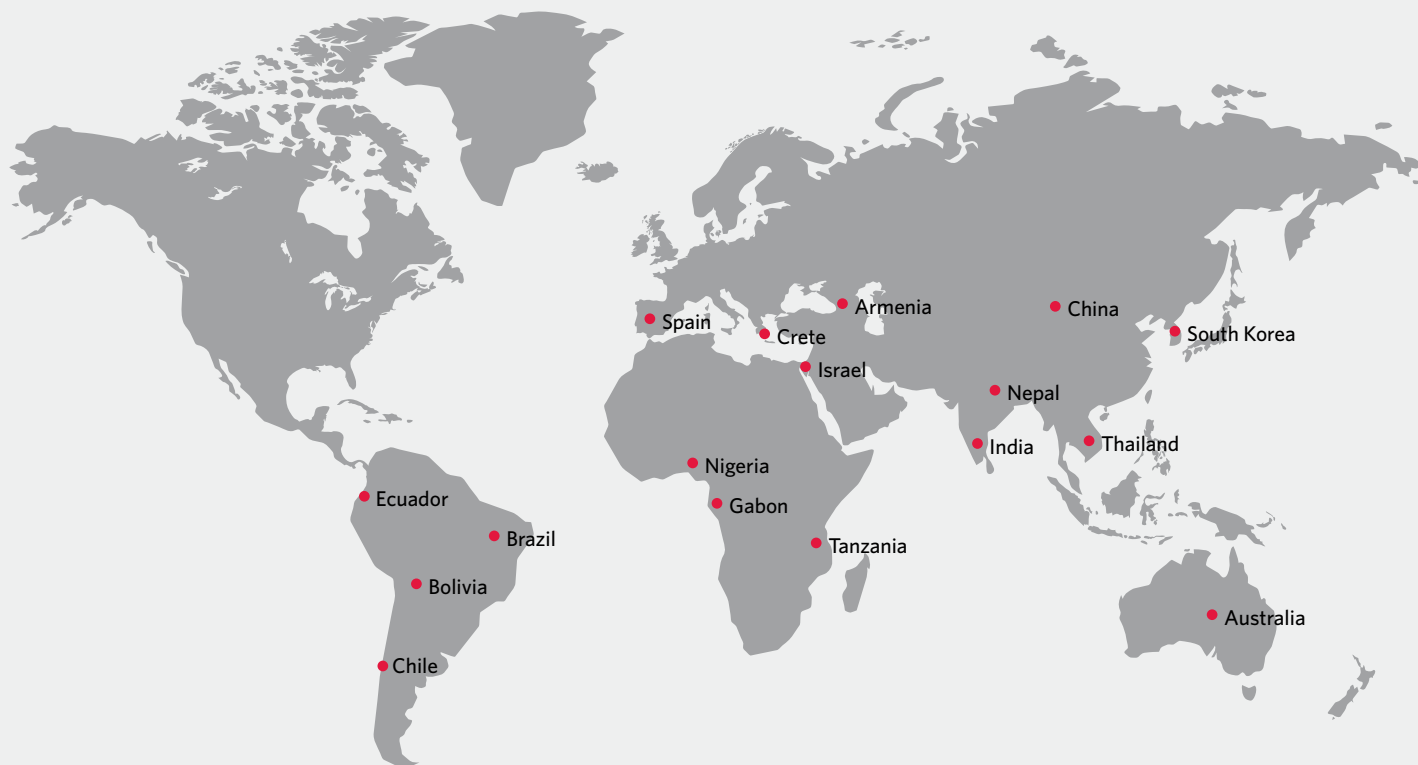 Armenia
China
Spain
South Korea
Crete
Israel
Nepal
India
Thailand
Nigeria
Ecuador
Gabon
Brazil
Tanzania
Bolivia
Australia
Chile